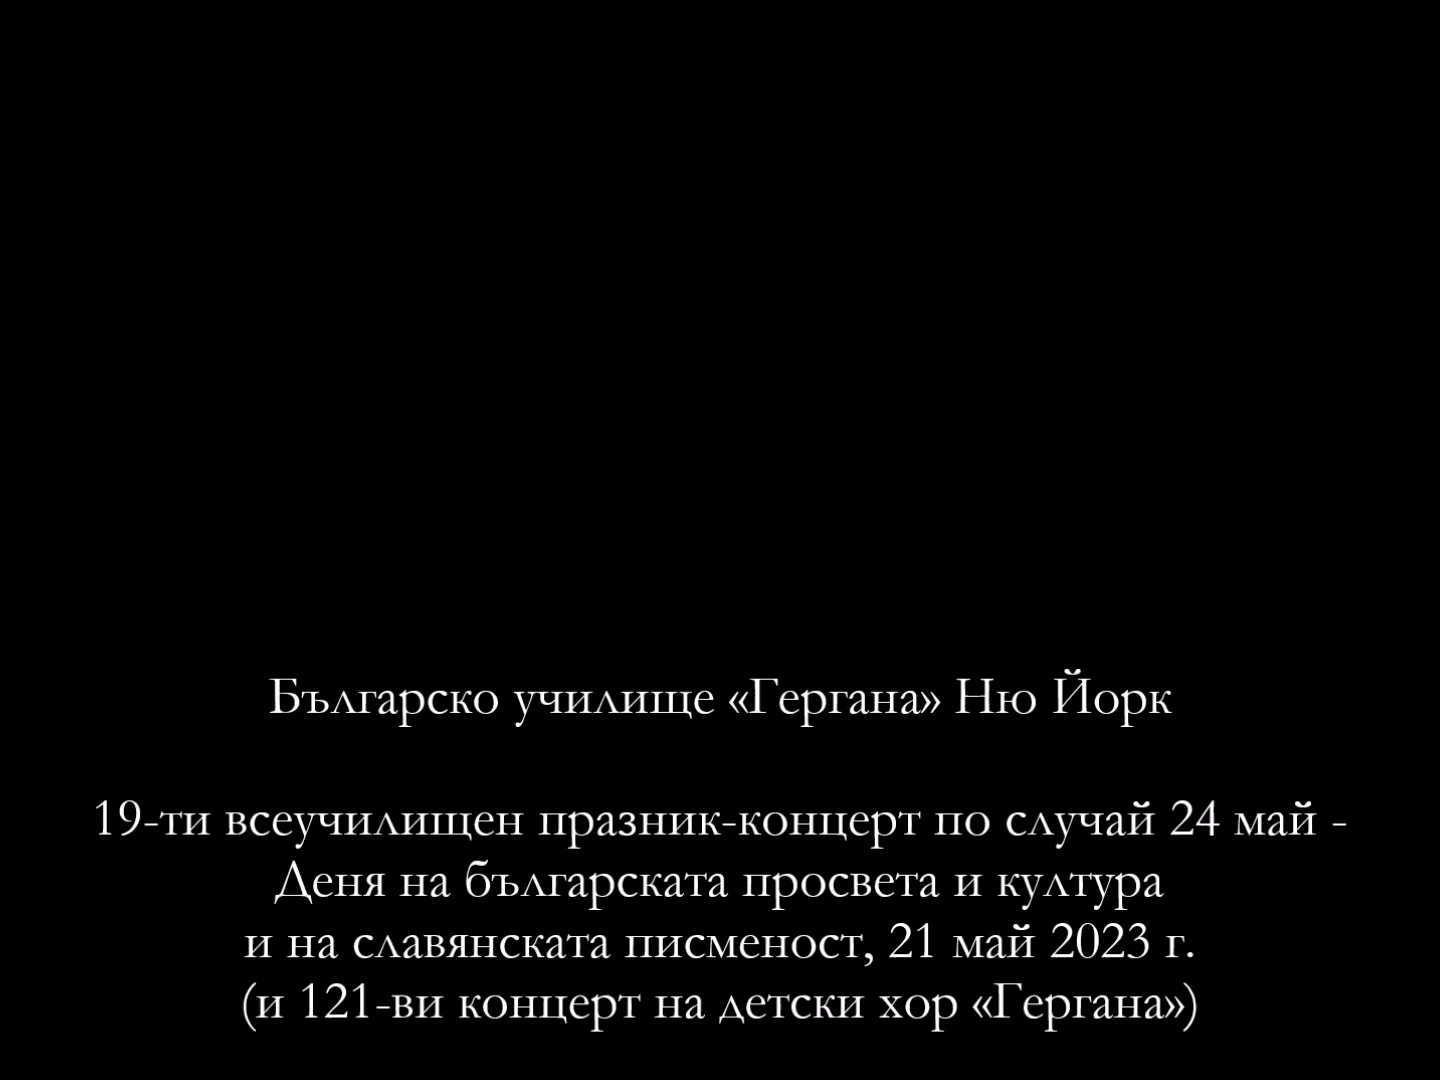 Българско училище «Гергана» Ню Йорк
19-ти всеучилищен празник-концерт по случай 24 май -
Деня на българската просвета и култура
и на славянската писменост, 21 май 2023 г.
(и 121-ви концерт на детски хор «Гергана»)